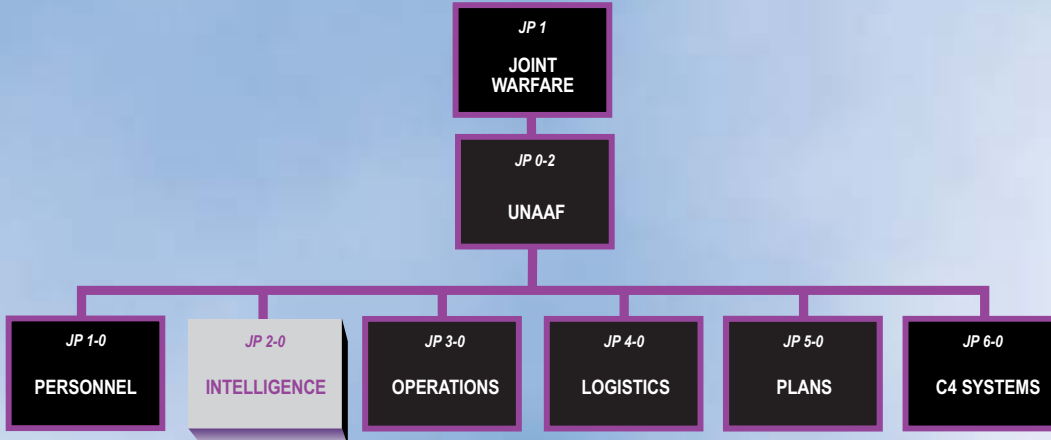 JP 1
JOINT
WARFARE
JP 0-2
UNAAF
JP 1-0
PERSONNEL
JP 2-0
INTELLIGENCE
JP 3-0
OPERATIONS
JP 4-0
LOGISTICS
JP 5-0
PLANS
JP 6-0
C4 SYSTEMS